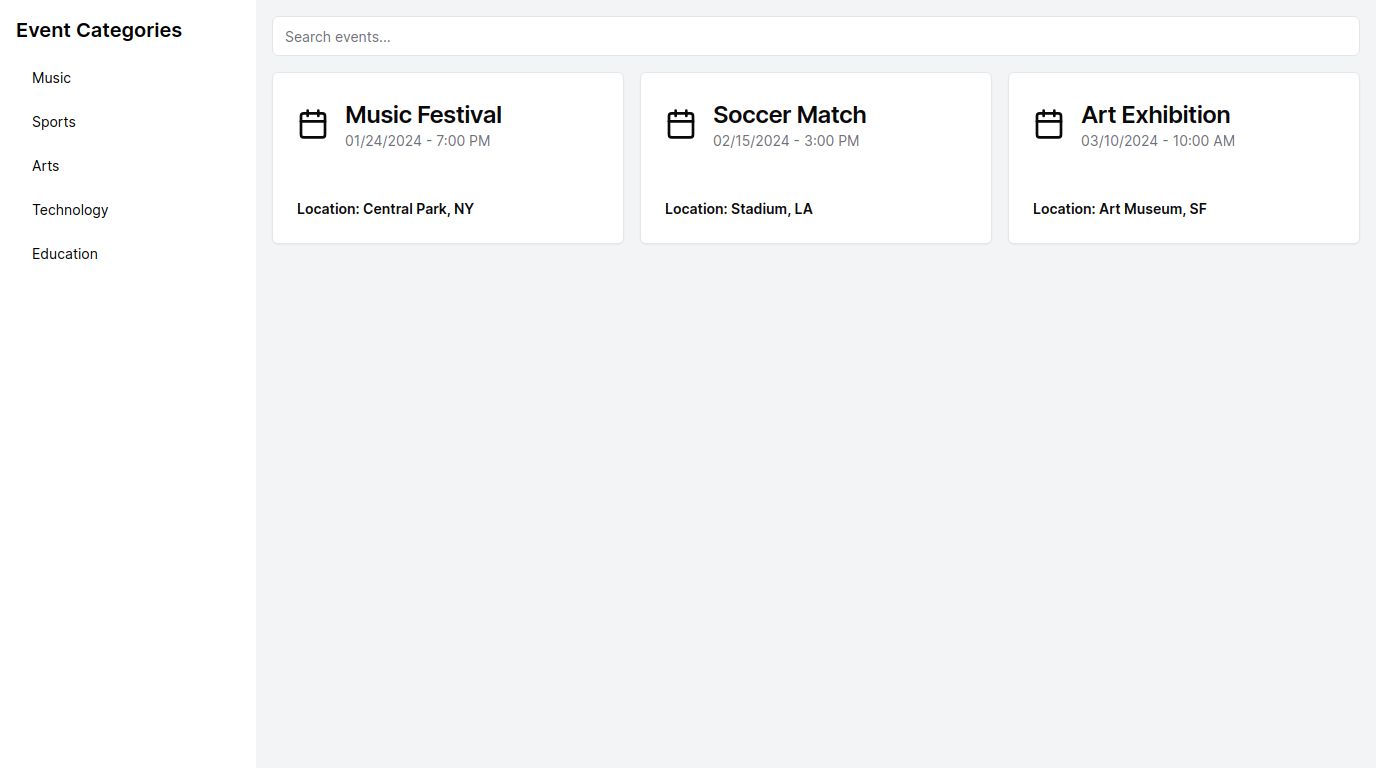 Event Categories
Music
Sports
Arts
Technology
Education
Search events...
Music Festival
01/24/2024 - 7:00 PM
Location: Central Park, NY
Soccer Match
02/15/2024 - 3:00 PM
Location: Stadium, LA
Art Exhibition
03/10/2024 - 10:00 AM
Location: Art Museum, SF